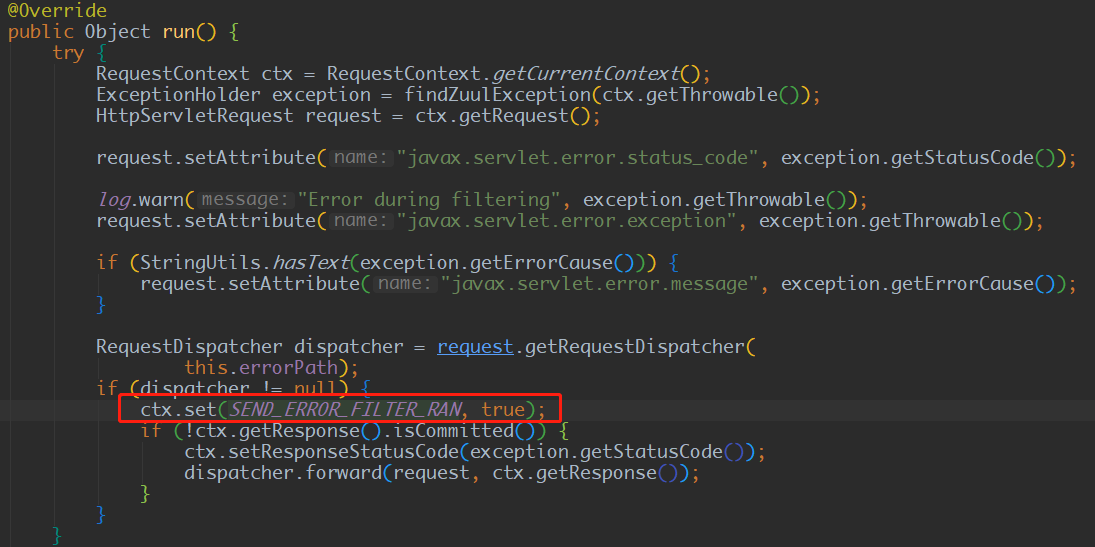 @Override
public Object run() {
    try {
        RequestContext ctx = RequestContext.getCurrentContext();
        ExceptionHolder exception = findZuulException(ctx.getThrowable());
        HttpServletRequest request = ctx.getRequest();

        request.setAttribute( name: "javax.servlet.error.status_code", exception.getStatusCode());

        log.warn( message: "Error during filtering", exception.getThrowable());
        request.setAttribute( name: "javax.servlet.error.exception", exception.getThrowable());

        if (StringUtils.hasText(exception.getErrorCause())) {
            request.setAttribute( name: "javax.servlet.error.message", exception.getErrorCause());
        }

        RequestDispatcher dispatcher = request.getRequestDispatcher(
                this.errorPath);
        if (dispatcher != null) {
            ctx.set(SEND_ERROR_FILTER_RAN, true);
            if (!ctx.getResponse().isCommitted()) {
                ctx.setResponseStatusCode(exception.getStatusCode());
                dispatcher.forward(request, ctx.getResponse());
            }
        }
    }